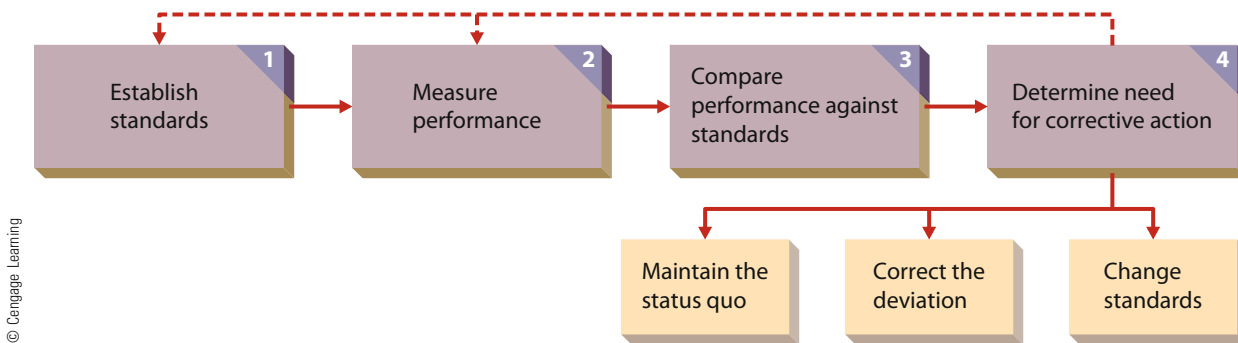 1
Establish
standards
2
Measure
performance
3
Compare
performance against
standards
4
Determine need
for corrective action
Maintain the
status quo
Correct the
deviation
Change
standards
© Cengage Learning